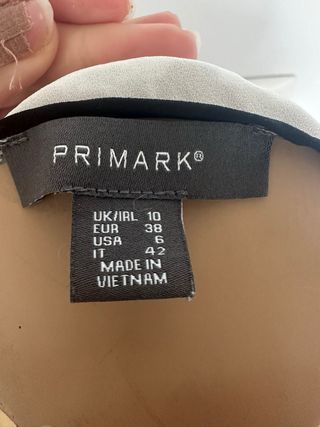 PRIMARK®
UK/IRL 10
EUR 38
USA 6
IT 42
MADE IN
VIETNAM